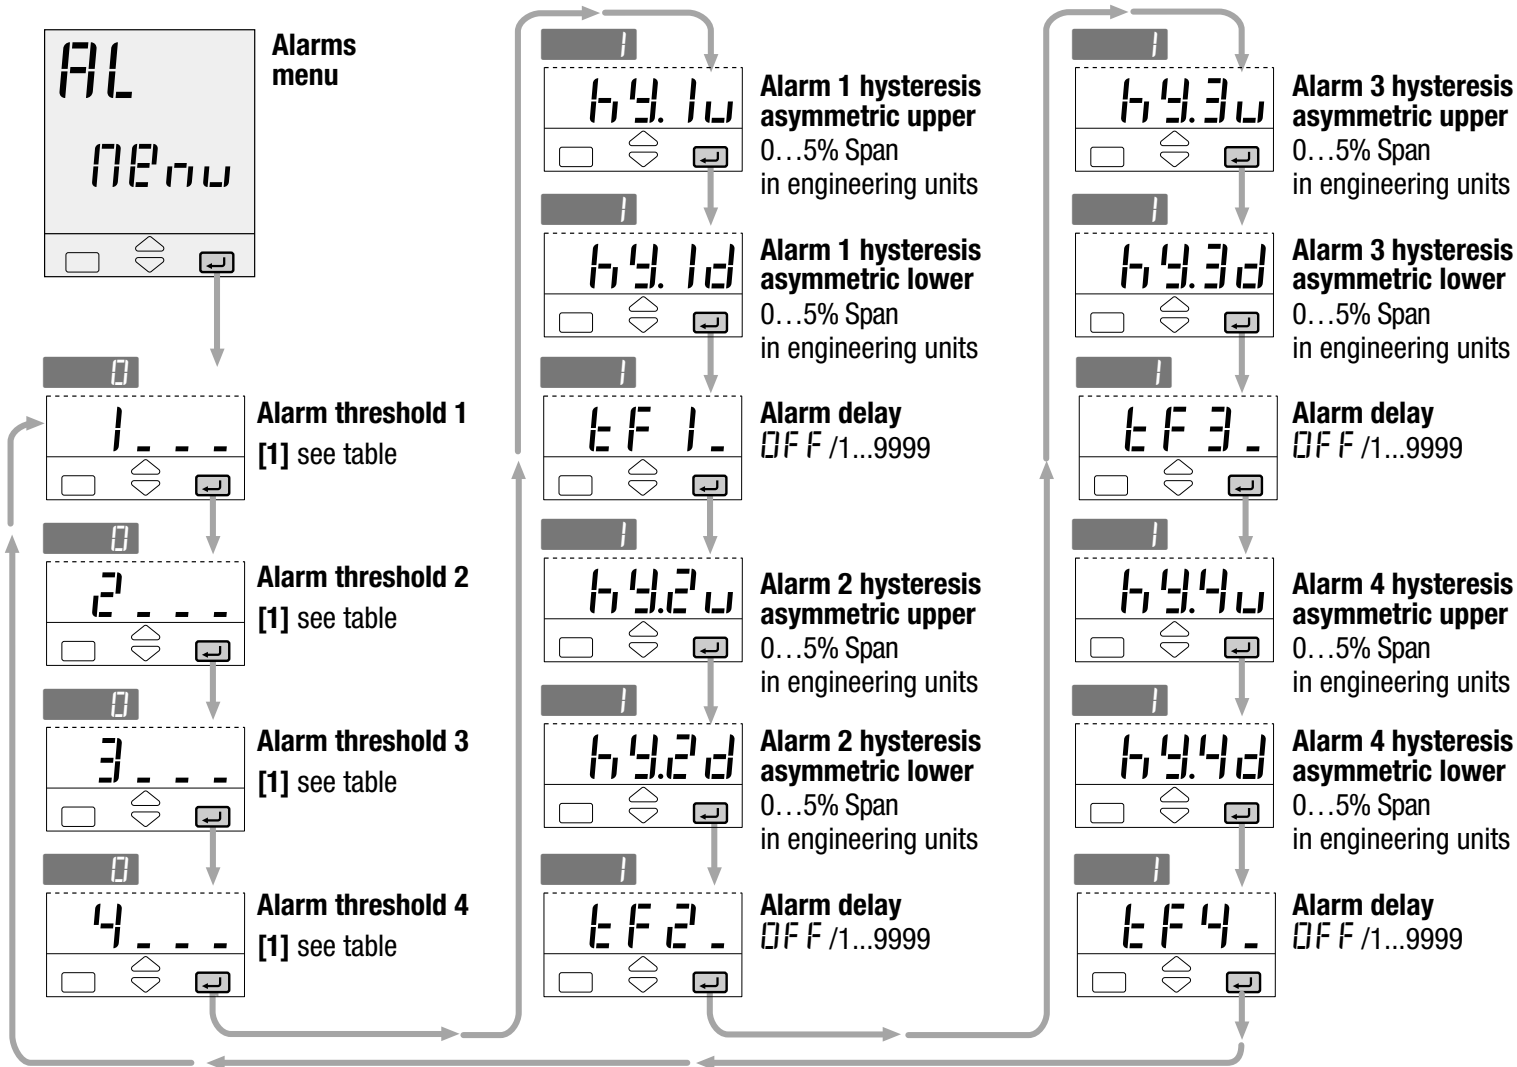 AL
Menu
Alarms
menu
0
1_ _ _
Alarm threshold 1
[1] see table
0
2_ _ _
Alarm threshold 2
[1] see table
0
3_ _ _
Alarm threshold 3
[1] see table
0
4_ _ _
Alarm threshold 4
[1] see table
1
hy.1u
Alarm 1 hysteresis
asymmetric upper
0…5% Span
in engineering units
1
hy.1d
Alarm 1 hysteresis
asymmetric lower
0…5% Span
in engineering units
1
tF1_
Alarm delay
OFF /1...9999
1
hy.2u
Alarm 2 hysteresis
asymmetric upper
0…5% Span
in engineering units
1
hy.2d
Alarm 2 hysteresis
asymmetric lower
0…5% Span
in engineering units
1
tF2_
Alarm delay
OFF /1...9999
1
hy.3u
Alarm 3 hysteresis
asymmetric upper
0…5% Span
in engineering units
1
hy.3d
Alarm 3 hysteresis
asymmetric lower
0…5% Span
in engineering units
1
tF3_
Alarm delay
OFF /1...9999
1
hy.4u
Alarm 4 hysteresis
asymmetric upper
0…5% Span
in engineering units
1
hy.4d
Alarm 4 hysteresis
asymmetric lower
0…5% Span
in engineering units
1
tF4_
Alarm delay
OFF /1...9999